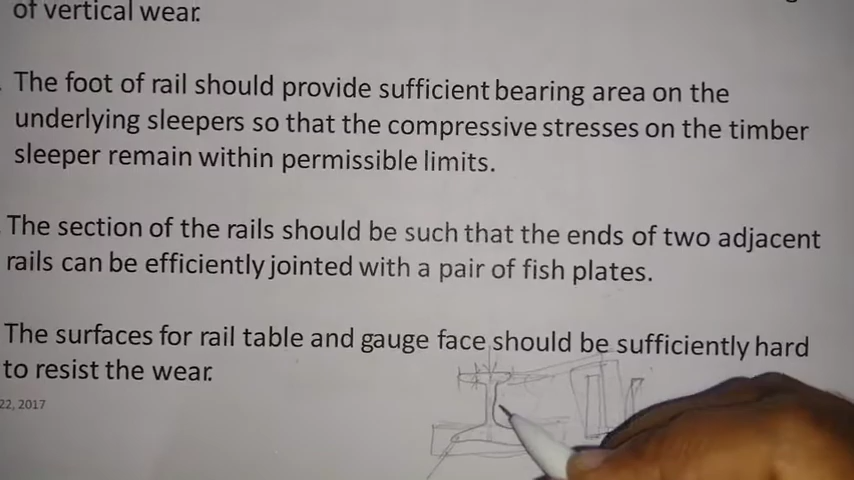 of vertical wear.
The foot of rail should provide sufficient bearing area on the
underlying sleepers so that the compressive stresses on the timber
sleeper remain within permissible limits.
The section of the rails should be such that the ends of two adjacent
rails can be efficiently jointed with a pair of fish plates.
The surfaces for rail table and gauge face should be sufficiently hard
to resist the wear.
22, 2017